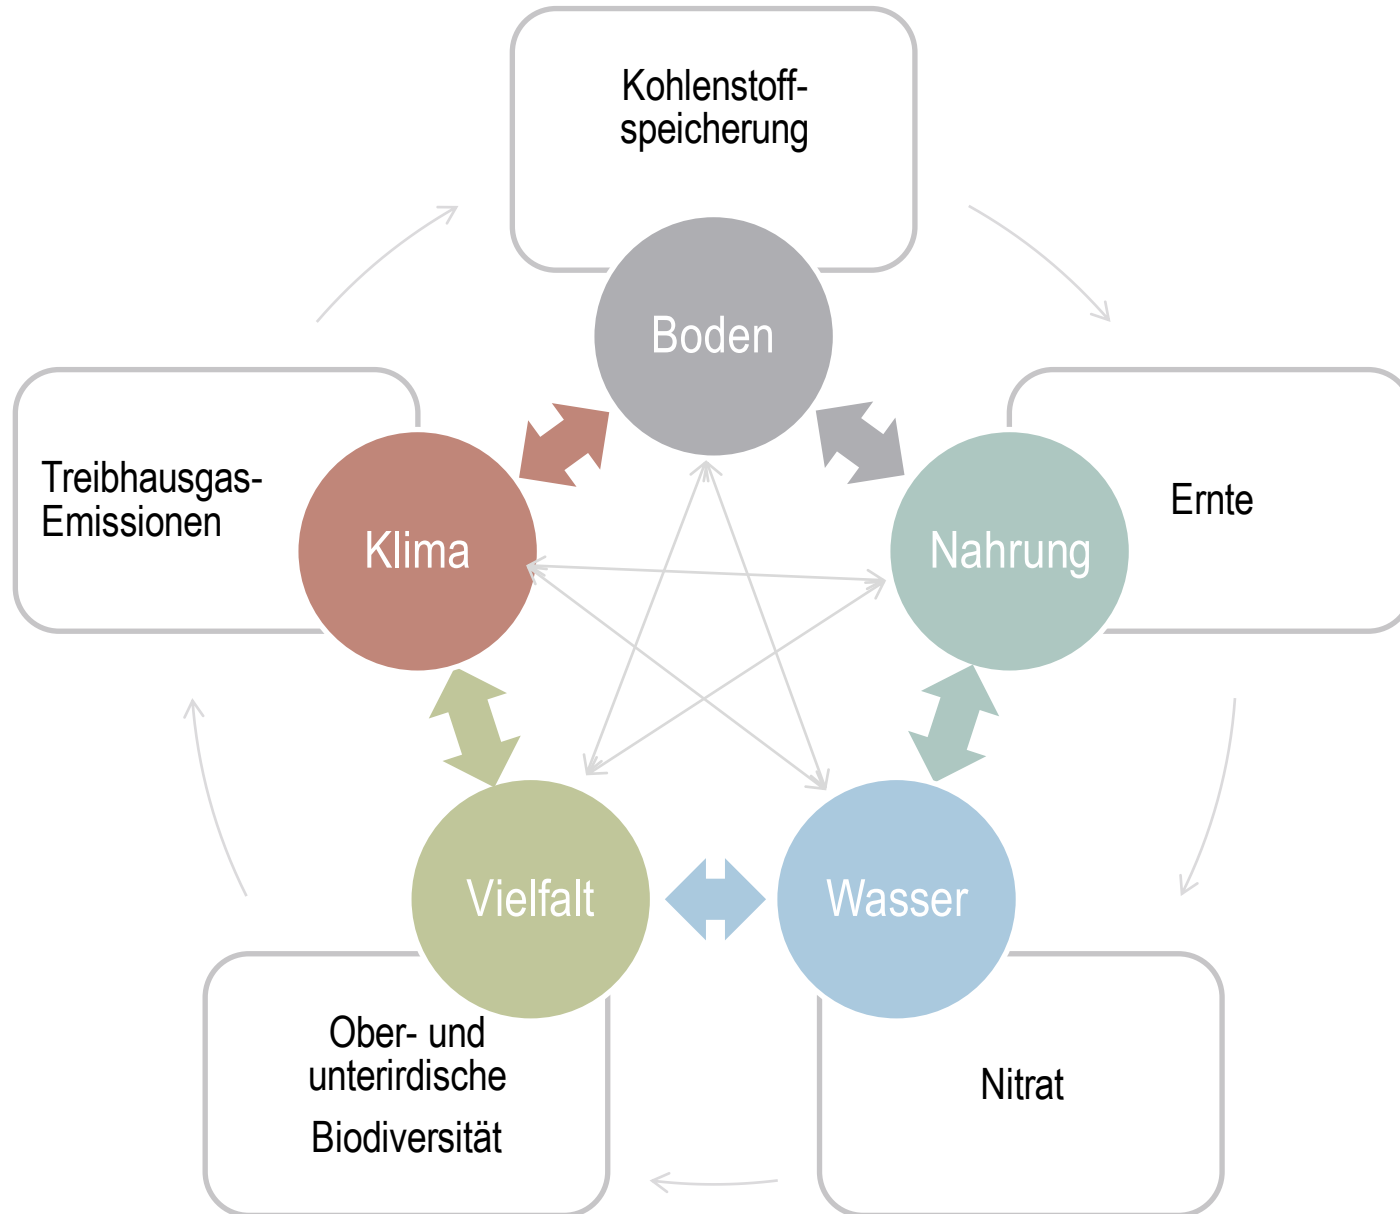 Kohlenstoff-
speicherung
Boden
Treibhausgas-
Emissionen
Klima
Nahrung
Ernte
Vielfalt
Wasser
Ober- und
unterirdische
Biodiversität
Nitrat